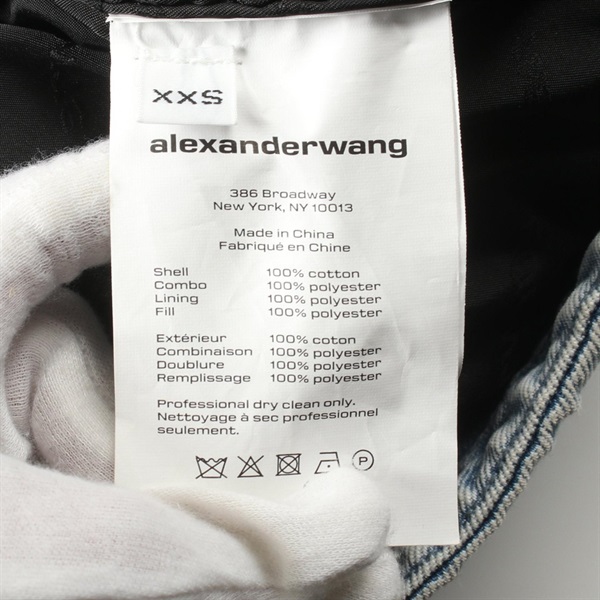 XXS
alexanderwang
386 Broadway
New York, NY 10013
Made in China
Fabriqué en Chine
Shell 100% cotton
Combo 100% polyester
Lining 100% polyester
Fill 100% polyester
Extérieur 100% coton
Combinaison 100% polyester
Doublure 100% polyester
Remplissage 100% polyester
Professional dry clean only.
Nettoyage à sec professionnel
seulement.
P